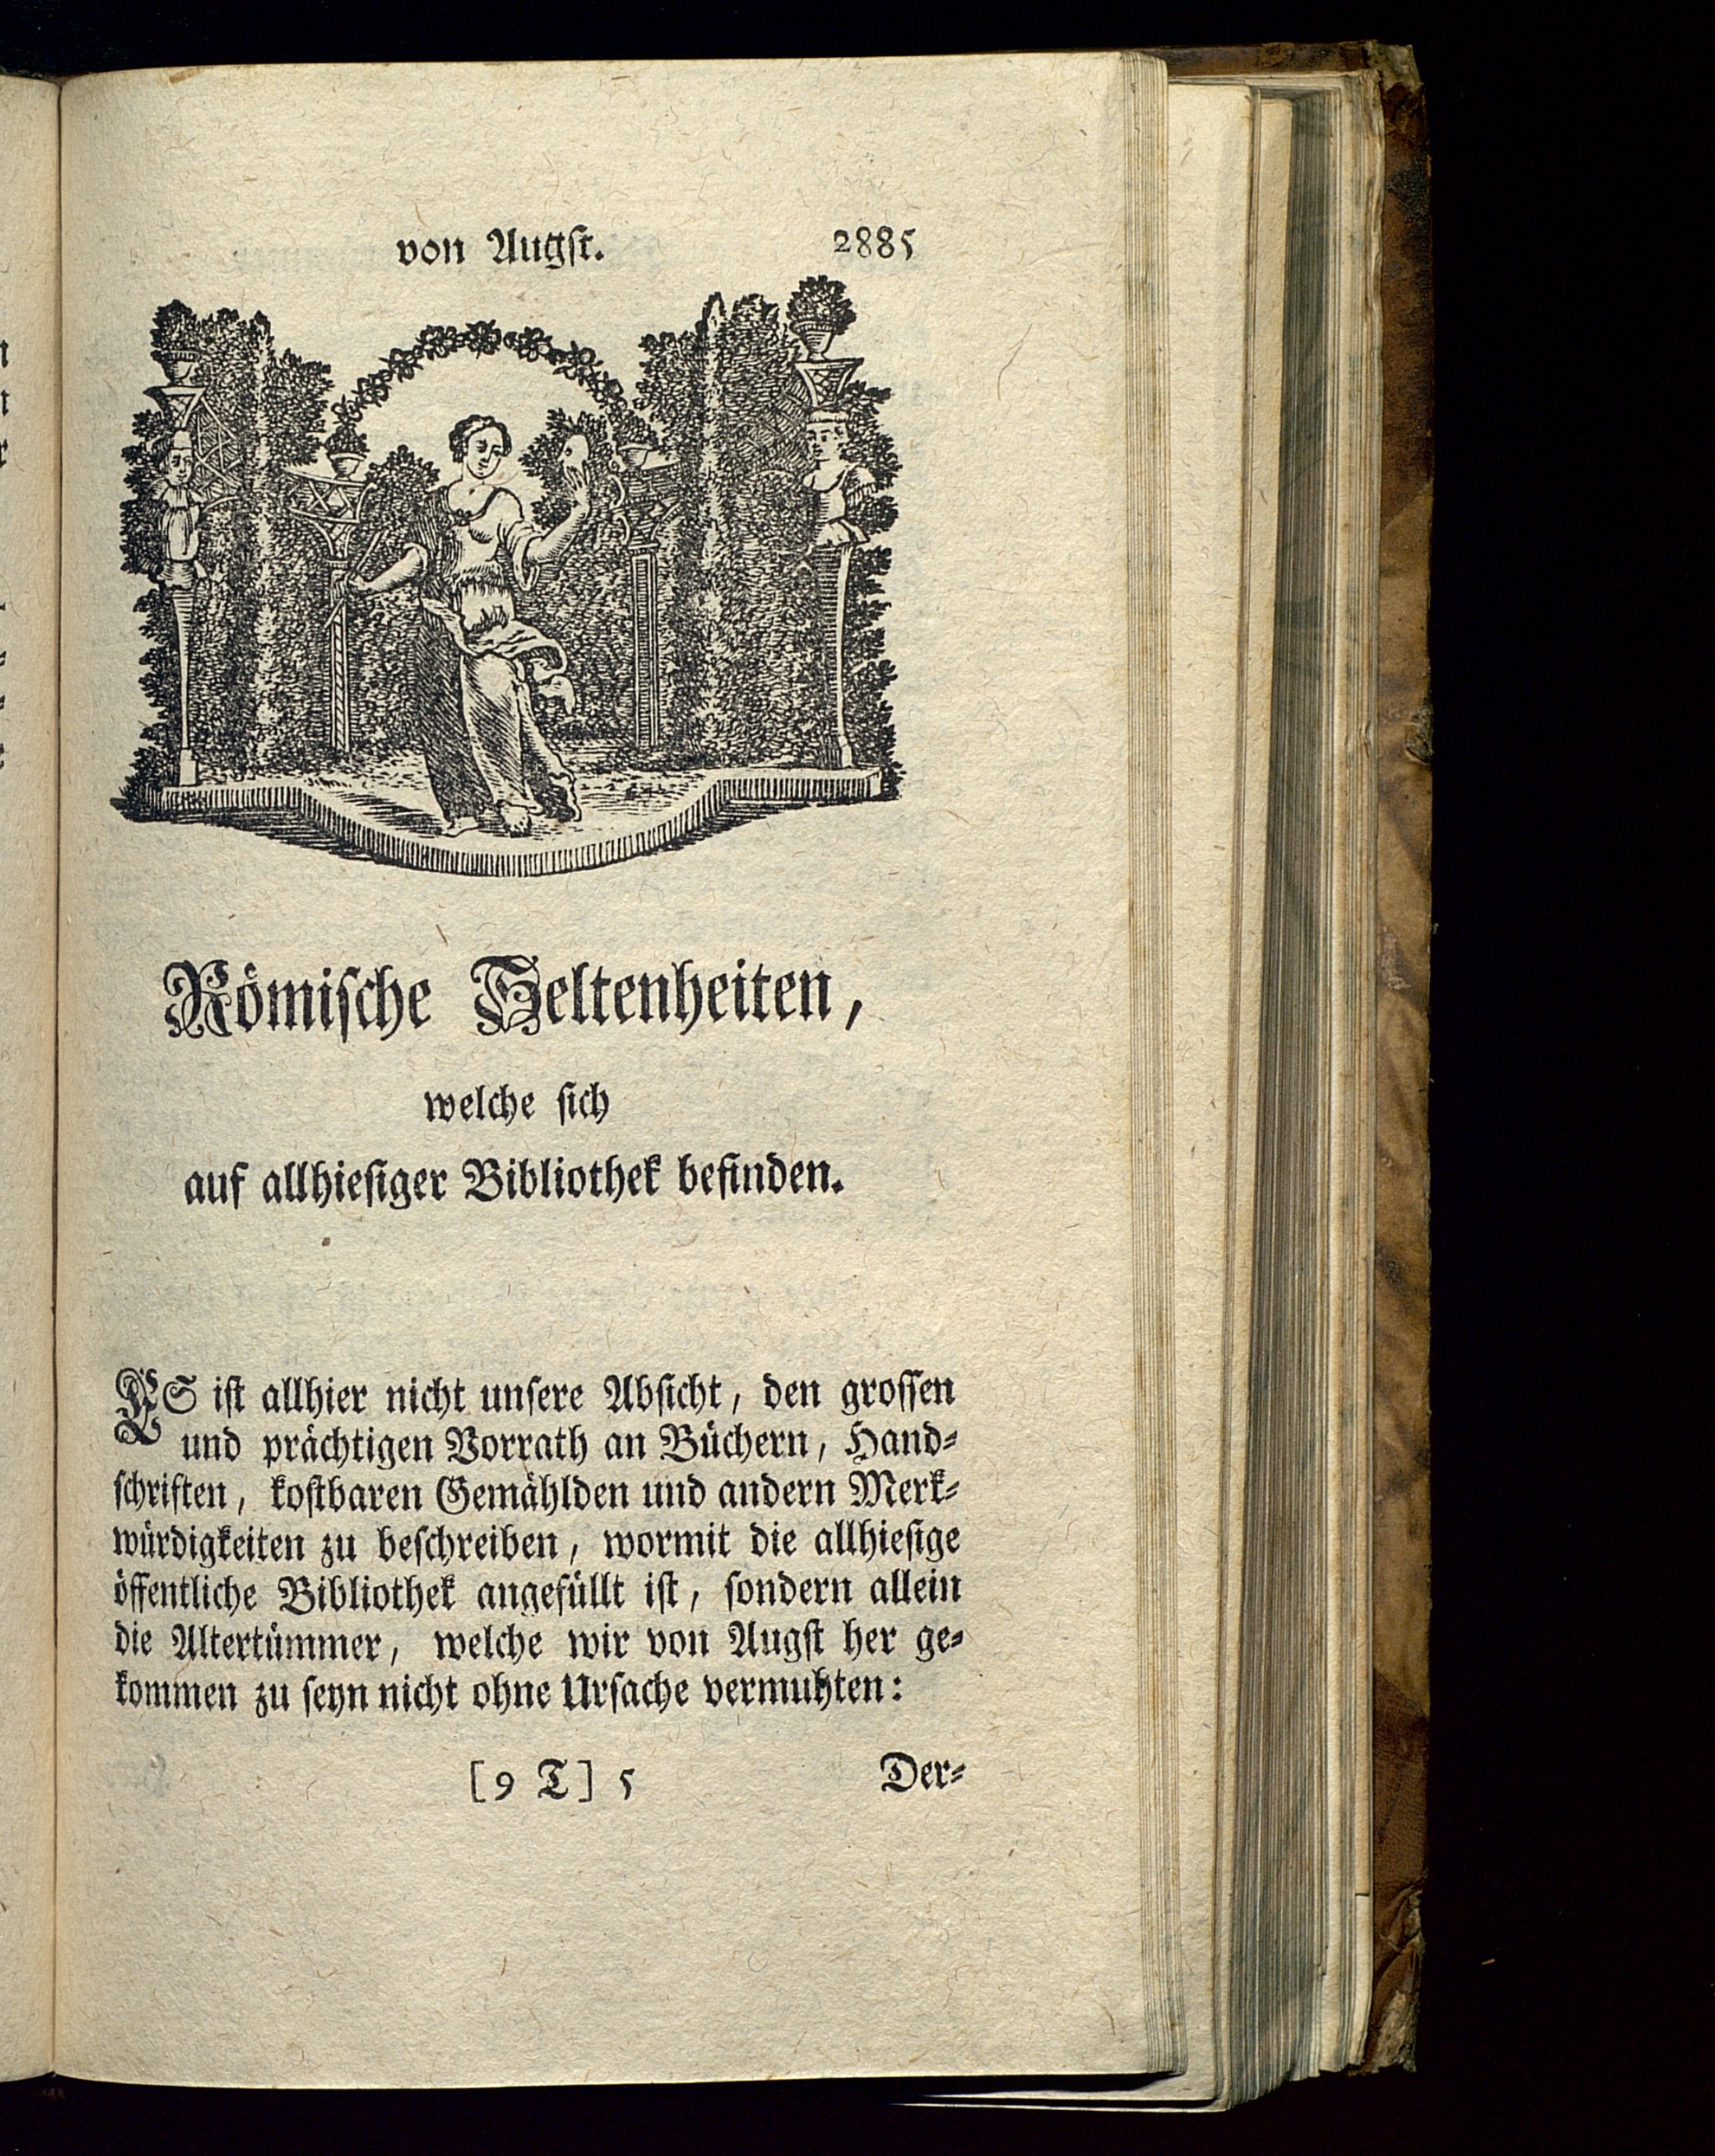 von Augst. 2885
Römische Seltenheiten,
welche sich
auf allhiesiger Bibliothek befinden.
ES ist allhier nicht unsere Absicht, den grossen
und prächtigen Vorrath an Büchern, Hand-
schriften, kostbaren Gemählden und andern Merk-
würdigkeiten zu beschreiben, wormit die allhiesige
öffentliche Bibliothek angefüllt ist, sondern allein
die Altertümmer, welche wir von Augst her ge-
kommen zu seyn nicht ohne Ursache vermuhten:
[9 T] 5 Der-